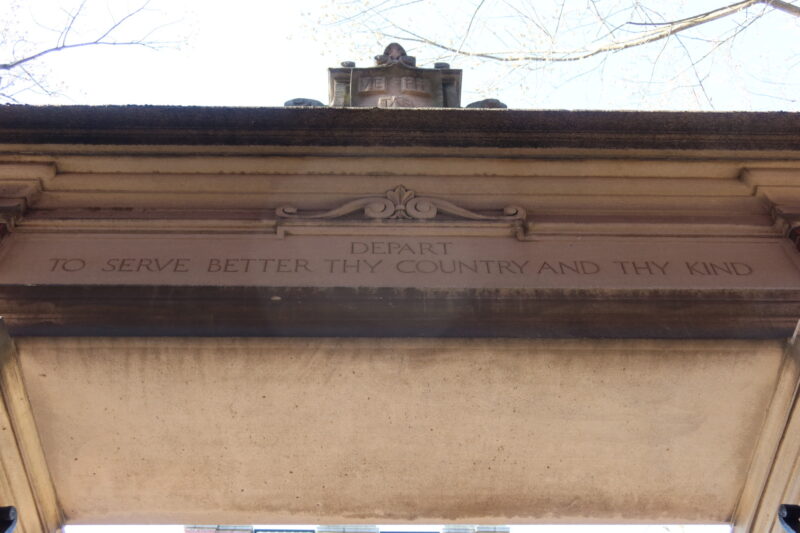 DEPART
TO SERVE BETTER THY COUNTRY AND THY KIND